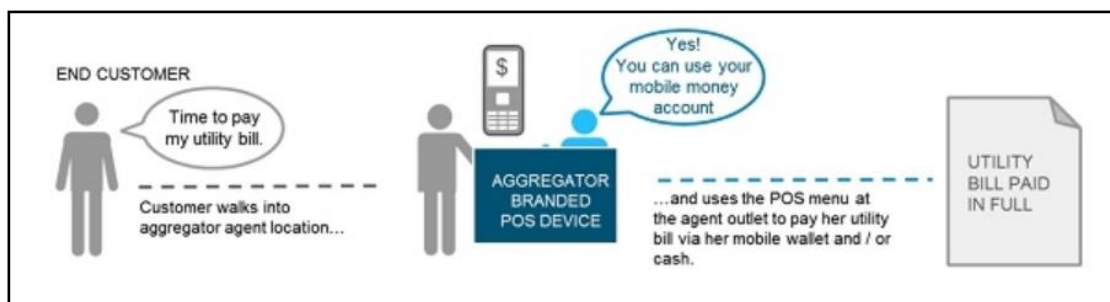 END CUSTOMER
Time to pay
my utility bill.
Customer walks into
aggregator agent location...
$
Yes!
You can use your
mobile money
account
AGGREGATOR
BRANDED
POS DEVICE
...and uses the POS menu at
the agent outlet to pay her utility
bill via her mobile wallet and / or
cash.
UTILITY
BILL PAID
IN FULL